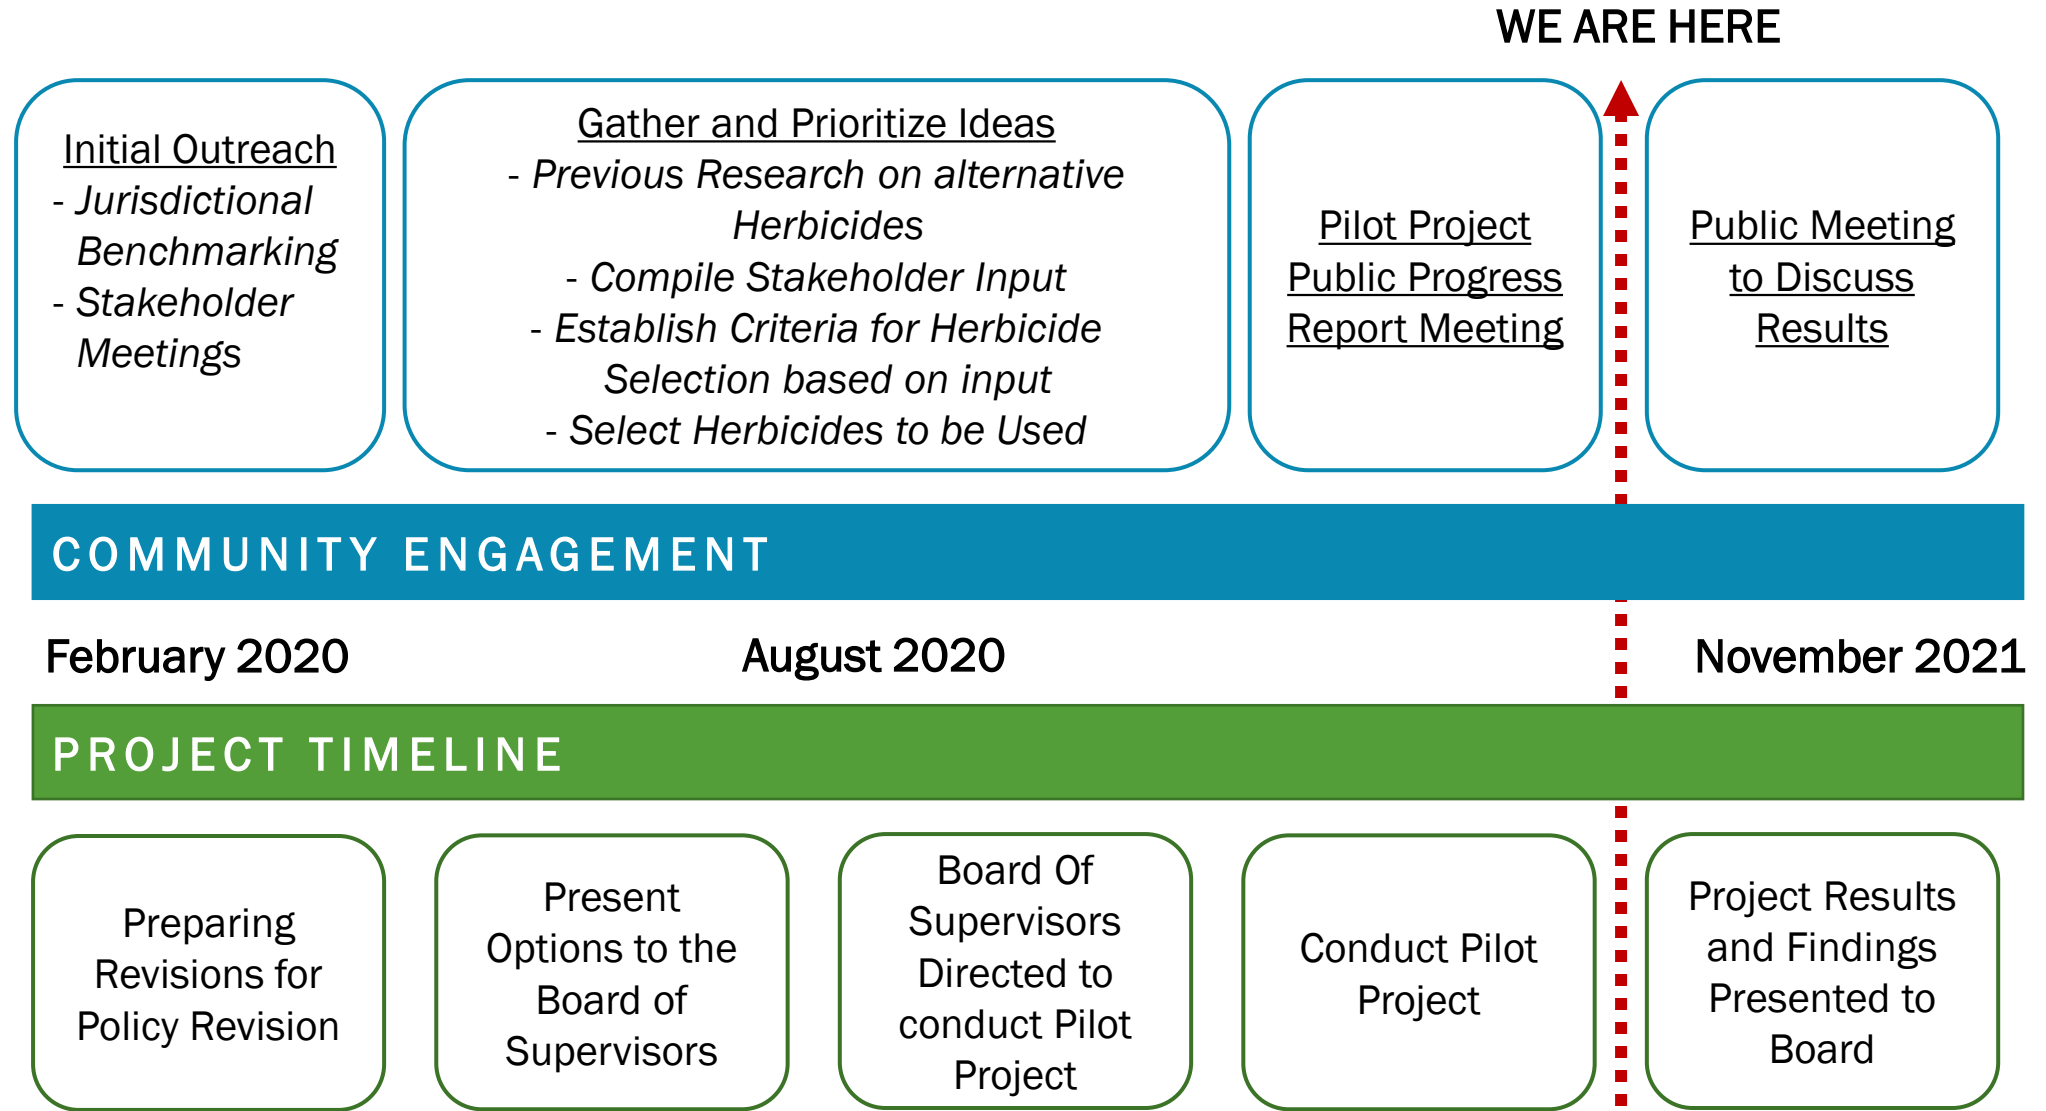 WE ARE HERE
Initial Outreach
- Jurisdictional
Benchmarking
- Stakeholder
Meetings
Gather and Prioritize Ideas
- Previous Research on alternative
Herbicides
- Compile Stakeholder Input
- Establish Criteria for Herbicide
Selection based on input
- Select Herbicides to be Used
Pilot Project
Public Progress
Report Meeting
Public Meeting
to Discuss
Results
COMMUNITY ENGAGEMENT
February 2020
August 2020
November 2021
PROJECT TIMELINE
Preparing
Revisions for
Policy Revision
Present
Options to the
Board of
Supervisors
Board Of
Supervisors
Directed to
conduct Pilot
Project
Conduct Pilot
Project
Project Results
and Findings
Presented to
Board